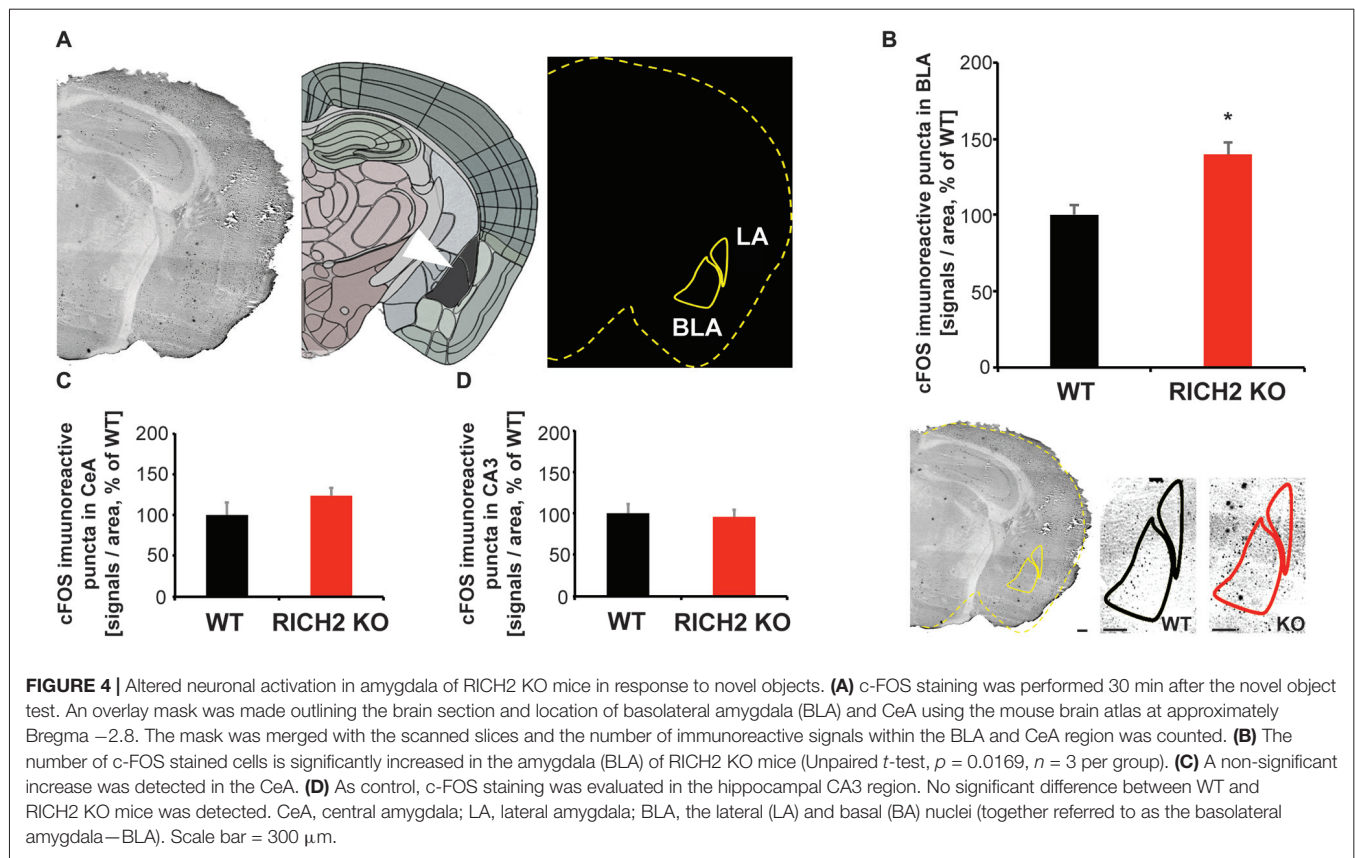 A
B
LA
BLA
cFOS imuunoreactive puncta in BLA
[signals / area, % of WT]
200
150
100
50
0
*
WT
RICH2 KO
C
cFOS imuunoreactive
puncta in CeA
[signals / area, % of WT]
200
150
100
50
0
WT
RICH2 KO
D
cFOS imuunoreactive
puncta in CA3
[signals / area, % of WT]
200
150
100
50
0
WT
RICH2 KO
WT
KO
FIGURE 4 | Altered neuronal activation in amygdala of RICH2 KO mice in response to novel objects. (A) c-FOS staining was performed 30 min after the novel object
test. An overlay mask was made outlining the brain section and location of basolateral amygdala (BLA) and CeA using the mouse brain atlas at approximately
Bregma −2.8. The mask was merged with the scanned slices and the number of immunoreactive signals within the BLA and CeA region was counted. (B) The
number of c-FOS stained cells is significantly increased in the amygdala (BLA) of RICH2 KO mice (Unpaired t-test, p = 0.0169, n = 3 per group). (C) A non-significant
increase was detected in the CeA. (D) As control, c-FOS staining was evaluated in the hippocampal CA3 region. No significant difference between WT and
RICH2 KO mice was detected. CeA, central amygdala; LA, lateral amygdala; BLA, the lateral (LA) and basal (BA) nuclei (together referred to as the basolateral
amygdala—BLA). Scale bar = 300 μm.